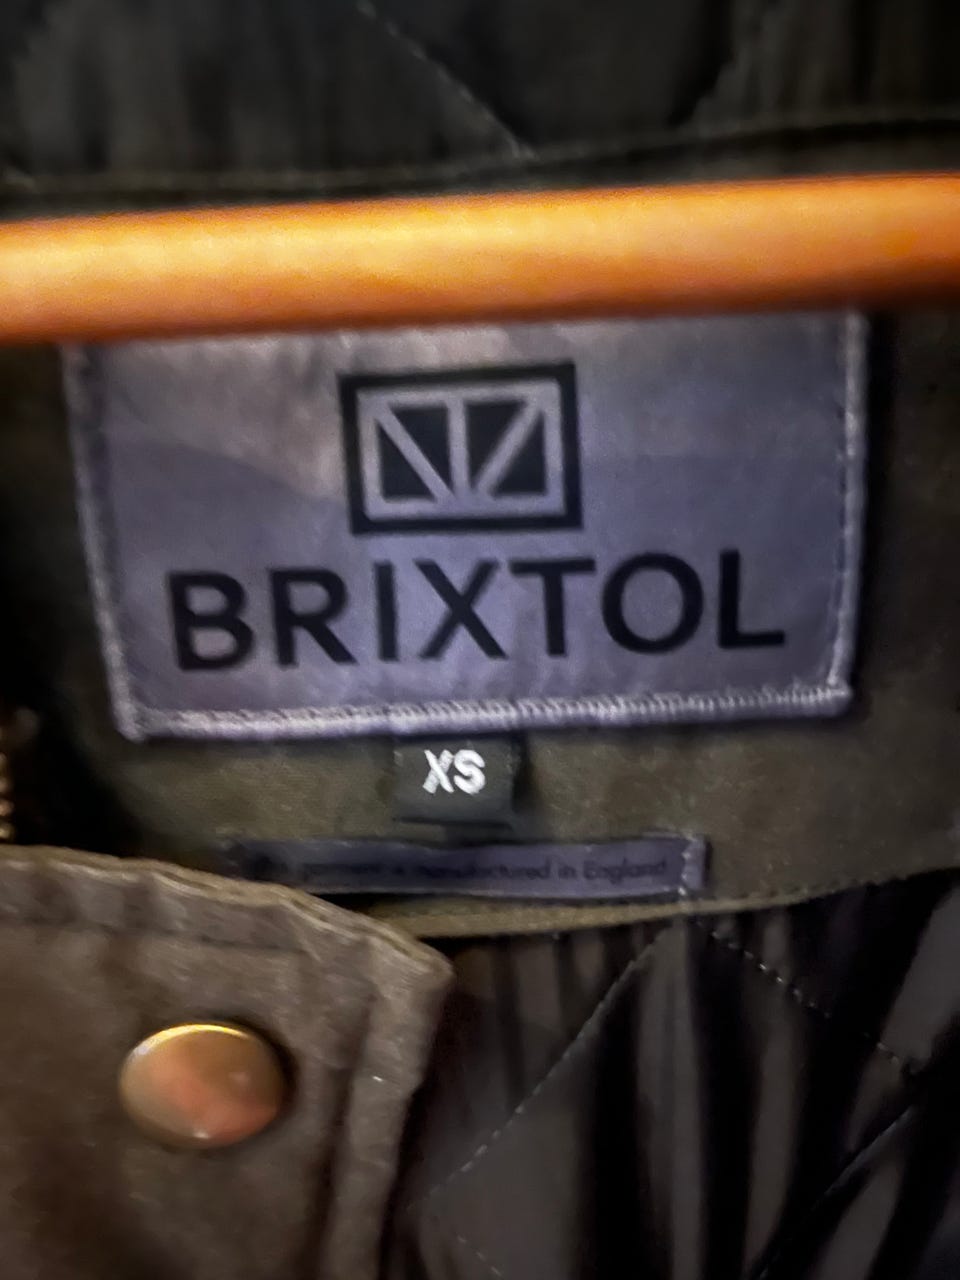 BRIXTOL
XS
manufactured in England